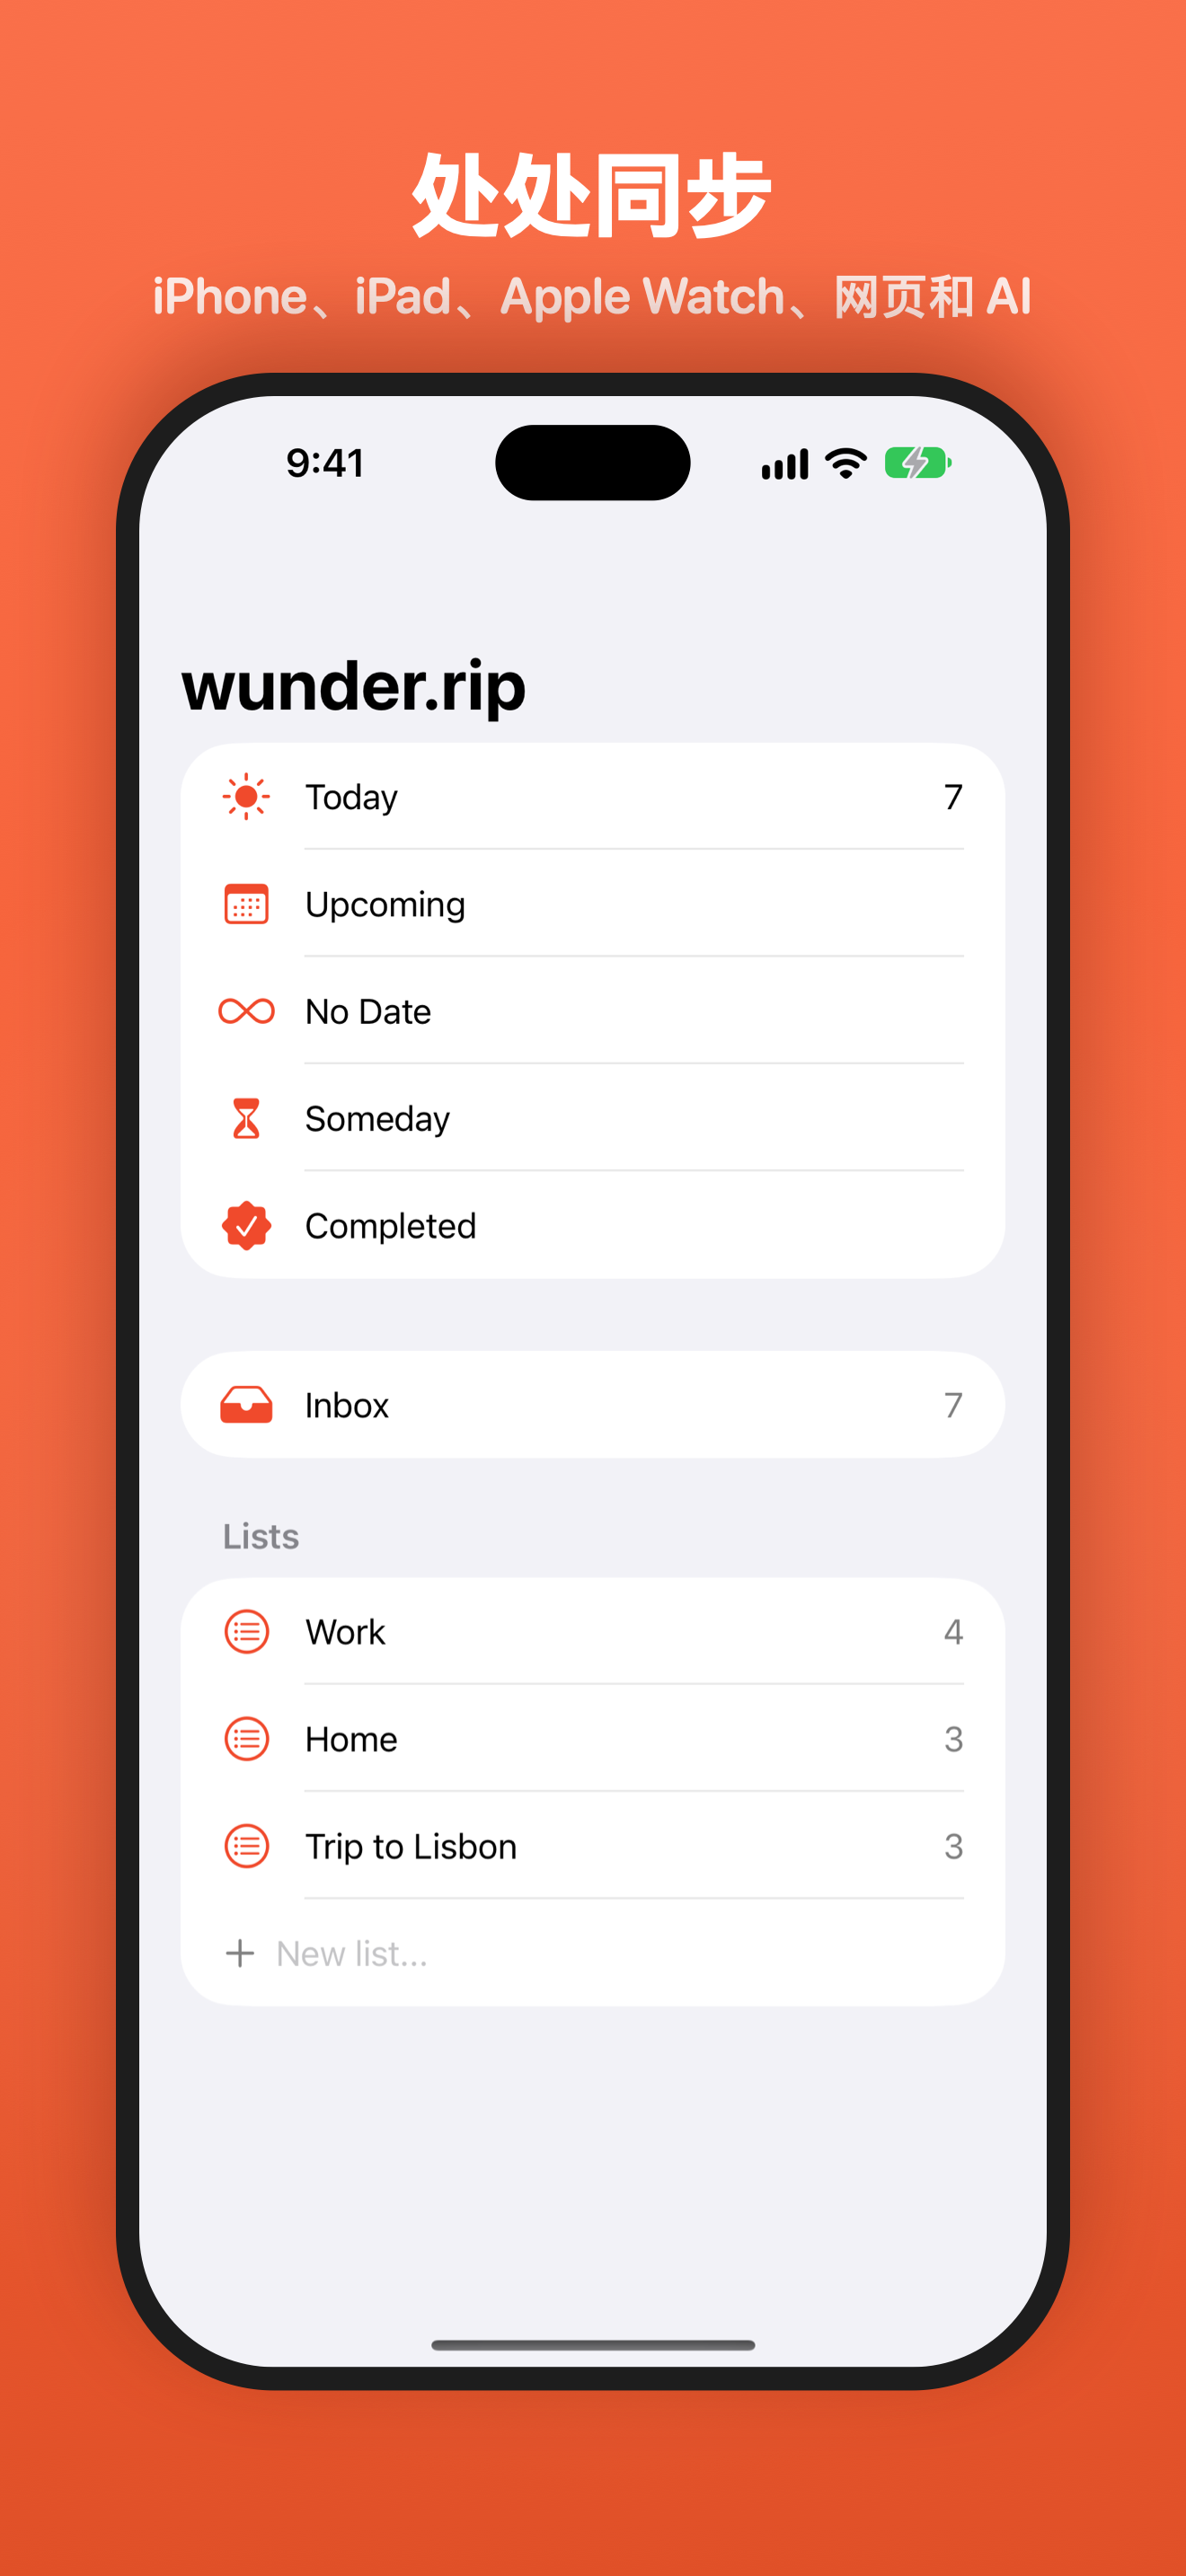 处处同步
iPhone、iPad、Apple Watch、网页和 AI
9:41
wunder.rip
Today 7
Upcoming
No Date
Someday
Completed
Inbox 7
Lists
Work 4
Home 3
Trip to Lisbon 3
New list...